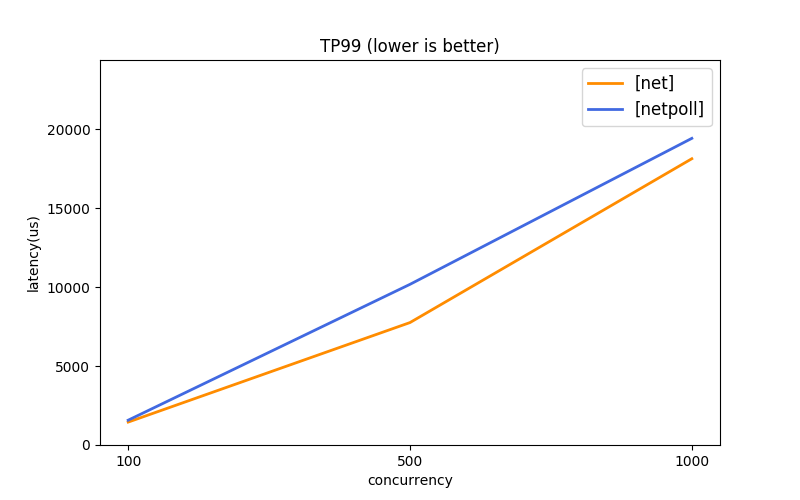 TP99 (lower is better)
[net]
[netpoll]
20000
15000
10000
5000
0
latency(us)
100
500
1000
concurrency